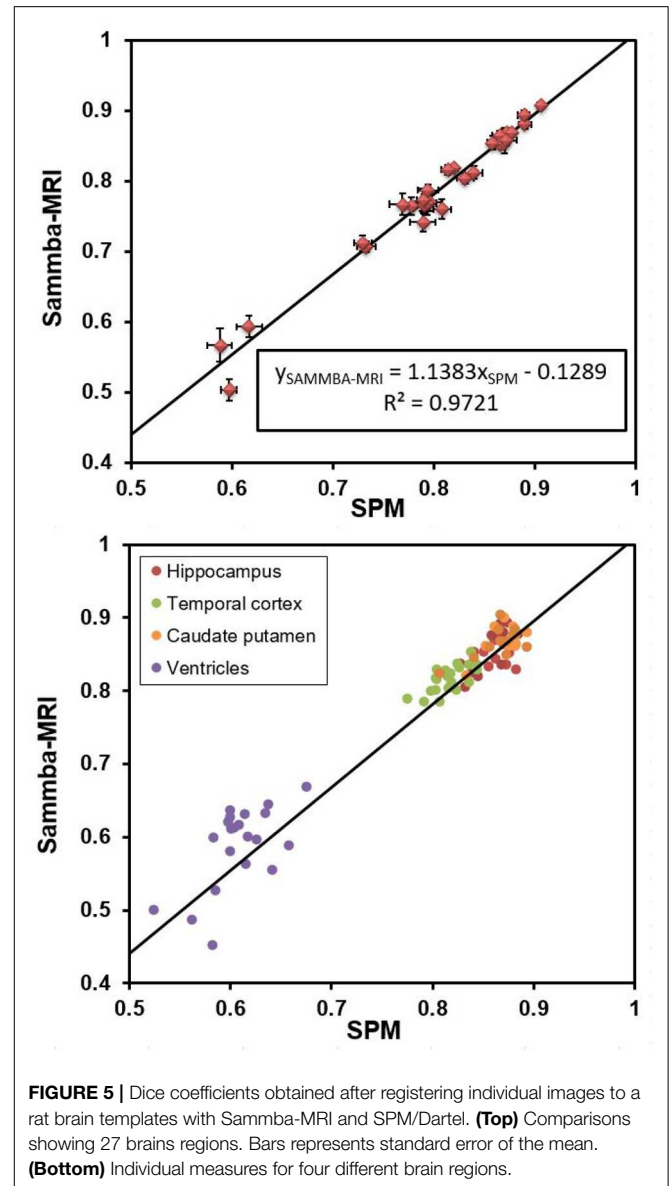 1
0.9
0.8
0.7
0.6
0.5
0.4
Sammba-MRI
y SAMMBA-MRI = 1.1383x SPM - 0.1289
R² = 0.9721
0.5 0.6 0.7 0.8 0.9 1
SPM
1
0.9
0.8
0.7
0.6
0.5
0.4
Sammba-MRI
Hippocampus
Temporal cortex
Caudate putamen
Ventricles
0.5 0.6 0.7 0.8 0.9 1
SPM
FIGURE 5 | Dice coefficients obtained after registering individual images to a
rat brain templates with Sammba-MRI and SPM/Dartel. (Top) Comparisons
showing 27 brains regions. Bars represents standard error of the mean.
(Bottom) Individual measures for four different brain regions.